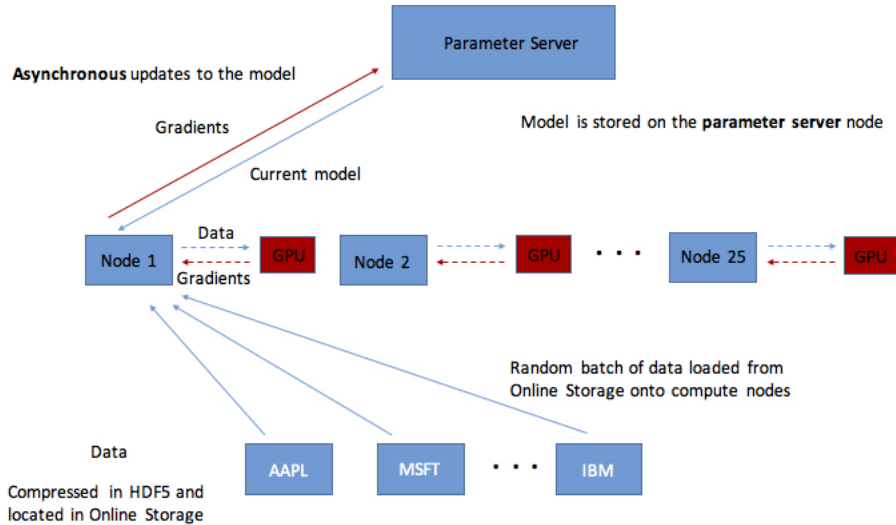 Parameter Server
Asynchronous updates to the model
Gradients
Model is stored on the parameter server node
Current model
Data
Node 1
GPU
Node 2
GPU
• • •
Node 25
GPU
Gradients
Random batch of data loaded from
Online Storage onto compute nodes
Data
AAPL
MSFT
• • •
IBM
Compressed in HDF5 and
located in Online Storage